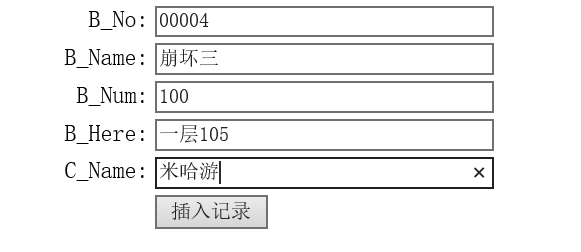 B_No: 00004
B_Name: 崩坏三
B_Num: 100
B_Here: 一层105
C_Name: 米哈游 ×
插入记录